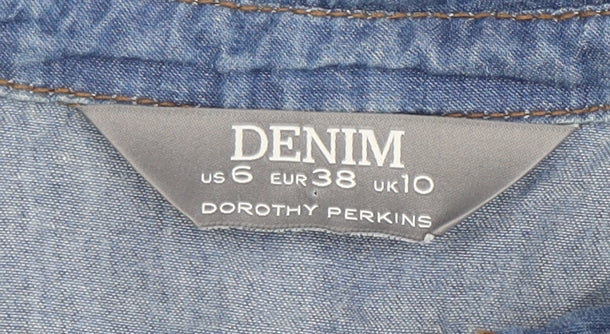 DENIM
US 6 EUR 38 UK 10
DOROTHY PERKINS